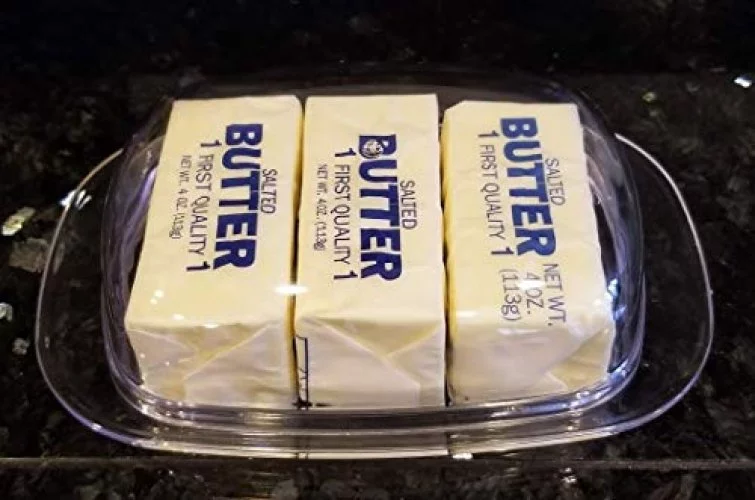 SALTED
BUTTER
1 FIRST QUALITY 1
NET WT. 4 OZ. (113g)
SALTED
BUTTER
1 FIRST QUALITY 1
NET WT. 4 OZ. (113g)
SALTED
BUTTER
1 FIRST QUALITY 1
NET WT.
4 OZ.
(113g)